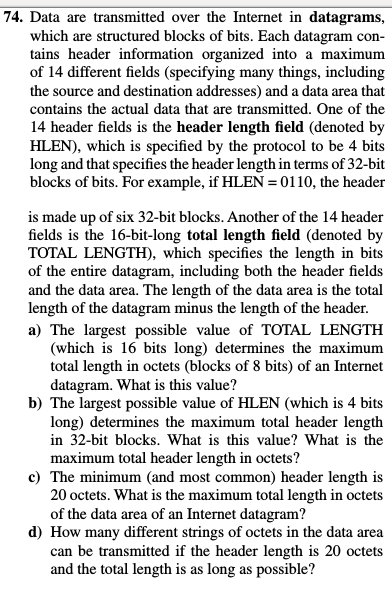 74. Data are transmitted over the Internet in datagrams,
which are structured blocks of bits. Each datagram con-
tains header information organized into a maximum
of 14 different fields (specifying many things, including
the source and destination addresses) and a data area that
contains the actual data that are transmitted. One of the
14 header fields is the header length field (denoted by
HLEN), which is specified by the protocol to be 4 bits
long and that specifies the header length in terms of 32-bit
blocks of bits. For example, if HLEN = 0110, the header
is made up of six 32-bit blocks. Another of the 14 header
fields is the 16-bit-long total length field (denoted by
TOTAL LENGTH), which specifies the length in bits
of the entire datagram, including both the header fields
and the data area. The length of the data area is the total
length of the datagram minus the length of the header.
a) The largest possible value of TOTAL LENGTH
(which is 16 bits long) determines the maximum
total length in octets (blocks of 8 bits) of an Internet
datagram. What is this value?
b) The largest possible value of HLEN (which is 4 bits
long) determines the maximum total header length
in 32-bit blocks. What is this value? What is the
maximum total header length in octets?
c) The minimum (and most common) header length is
20 octets. What is the maximum total length in octets
of the data area of an Internet datagram?
d) How many different strings of octets in the data area
can be transmitted if the header length is 20 octets
and the total length is as long as possible?